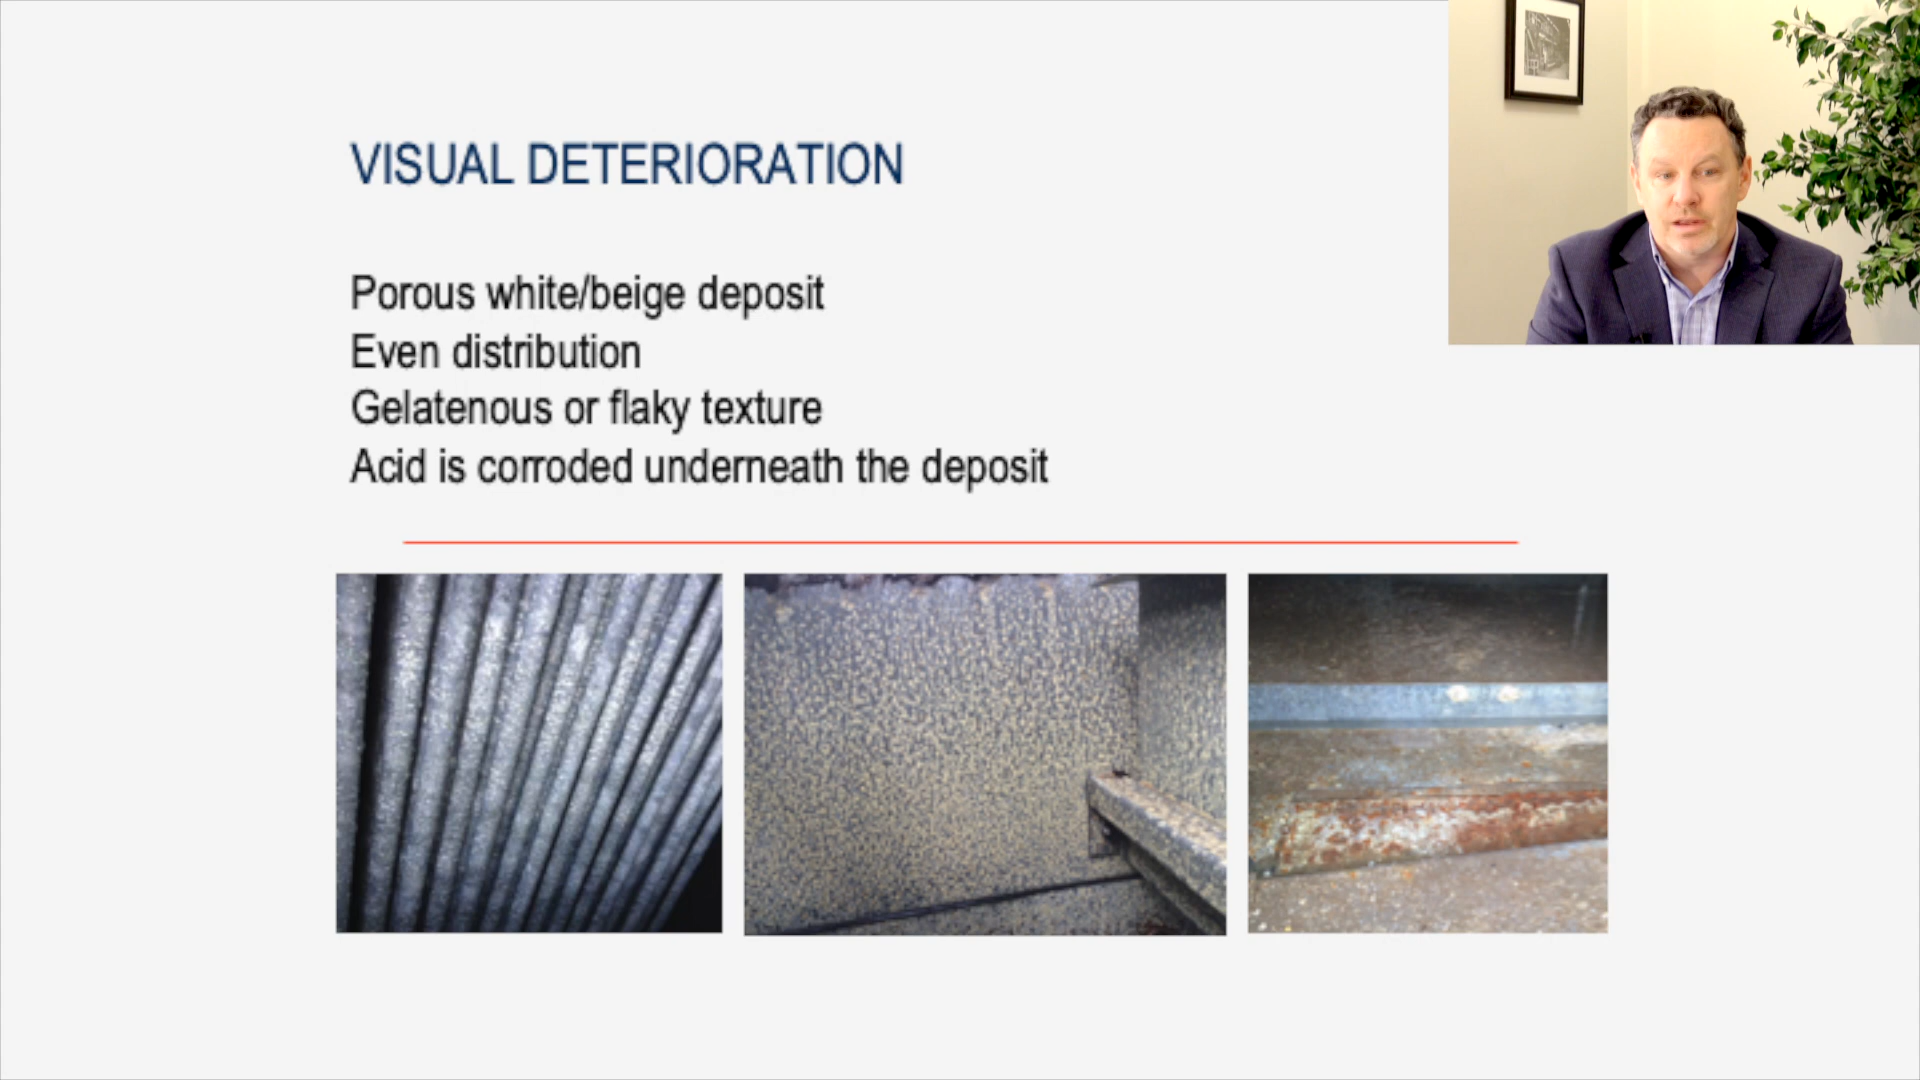 VISUAL DETERIORATION
Porous white/beige deposit
Even distribution
Gelatenous or flaky texture
Acid is corroded underneath the deposit